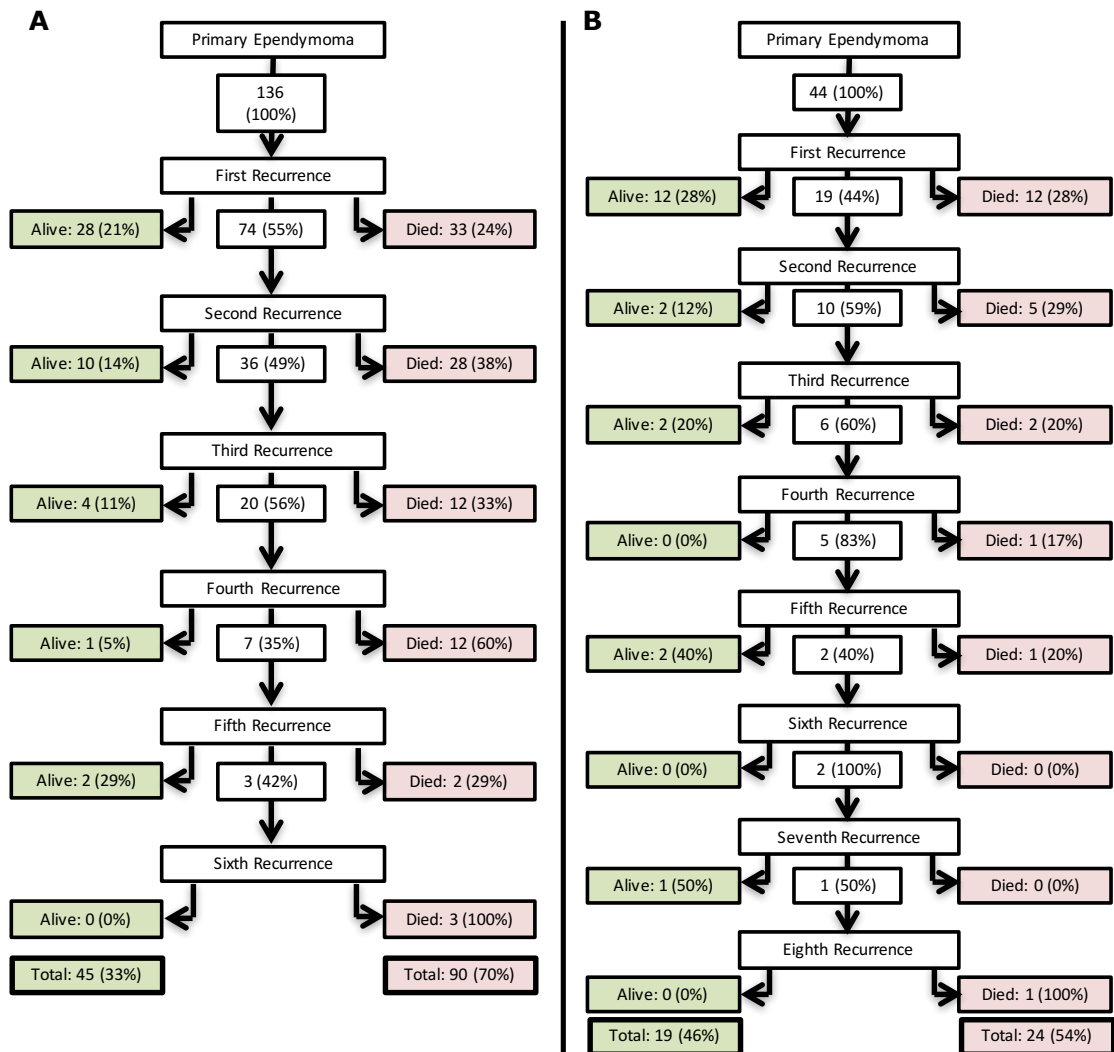 A
Primary Ependymoma
136
(100%)
First Recurrence
Alive: 28 (21%)
74 (55%)
Died: 33 (24%)
Second Recurrence
Alive: 10 (14%)
36 (49%)
Died: 28 (38%)
Third Recurrence
Alive: 4 (11%)
20 (56%)
Died: 12 (33%)
Fourth Recurrence
Alive: 1 (5%)
7 (35%)
Died: 12 (60%)
Fifth Recurrence
Alive: 2 (29%)
3 (42%)
Died: 2 (29%)
Sixth Recurrence
Alive: 0 (0%)
Died: 3 (100%)
Total: 45 (33%)
Total: 90 (70%)
B
Primary Ependymoma
44 (100%)
First Recurrence
Alive: 12 (28%)
19 (44%)
Died: 12 (28%)
Second Recurrence
Alive: 2 (12%)
10 (59%)
Died: 5 (29%)
Third Recurrence
Alive: 2 (20%)
6 (60%)
Died: 2 (20%)
Fourth Recurrence
Alive: 0 (0%)
5 (83%)
Died: 1 (17%)
Fifth Recurrence
Alive: 2 (40%)
2 (40%)
Died: 1 (20%)
Sixth Recurrence
Alive: 0 (0%)
2 (100%)
Died: 0 (0%)
Seventh Recurrence
Alive: 1 (50%)
1 (50%)
Died: 0 (0%)
Eighth Recurrence
Alive: 0 (0%)
Died: 1 (100%)
Total: 19 (46%)
Total: 24 (54%)